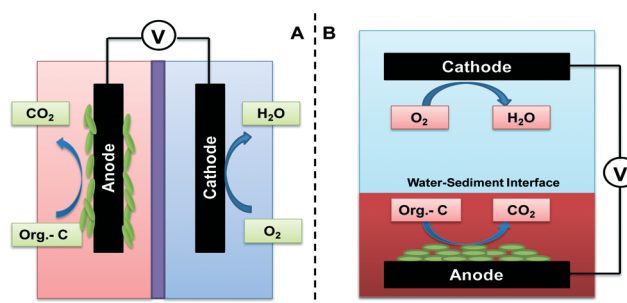 V
A
CO₂
H₂O
Anode
Cathode
Org.- C
O₂
B
Cathode
O₂
H₂O
V
Water-Sediment Interface
Org.- C
CO₂
Anode